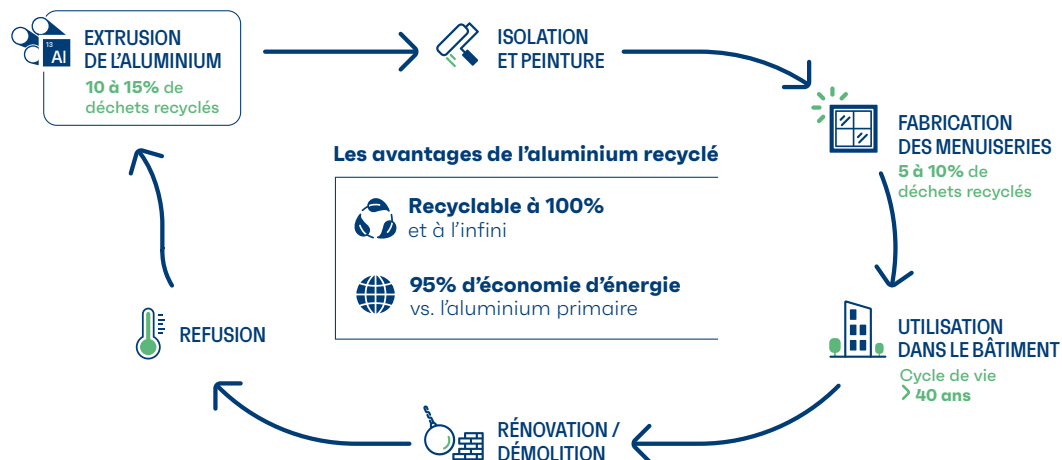 13
Al
EXTRUSION
DE L'ALUMINIUM
10 à 15% de
déchets recyclés
ISOLATION
ET PEINTURE
FABRICATION
DES MENUISERIES
5 à 10% de
déchets recyclés
Les avantages de l'aluminium recyclé
Recyclable à 100%
et à l'infini
95% d'économie d'énergie
vs. l'aluminium primaire
UTILISATION
DANS LE BÂTIMENT
Cycle de vie
> 40 ans
REFUSION
RÉNOVATION /
DÉMOLITION